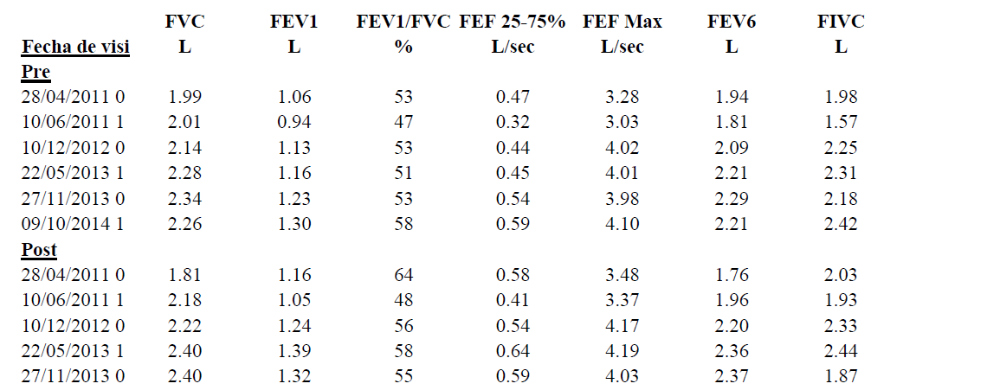 FVC FEV1 FEV1/FVC FEF 25-75% FEF Max FEV6 FIVC
Fecha de visi L L % L/sec L/sec L L
Pre
28/04/2011 0 1.99 1.06 53 0.47 3.28 1.94 1.98
10/06/2011 1 2.01 0.94 47 0.32 3.03 1.81 1.57
10/12/2012 0 2.14 1.13 53 0.44 4.02 2.09 2.25
22/05/2013 1 2.28 1.16 51 0.45 4.01 2.21 2.31
27/11/2013 0 2.34 1.23 53 0.54 3.98 2.29 2.18
09/10/2014 1 2.26 1.30 58 0.59 4.10 2.21 2.42
Post
28/04/2011 0 1.81 1.16 64 0.58 3.48 1.76 2.03
10/06/2011 1 2.18 1.05 48 0.41 3.37 1.96 1.93
10/12/2012 0 2.22 1.24 56 0.54 4.17 2.20 2.33
22/05/2013 1 2.40 1.39 58 0.64 4.19 2.36 2.44
27/11/2013 0 2.40 1.32 55 0.59 4.03 2.37 1.87